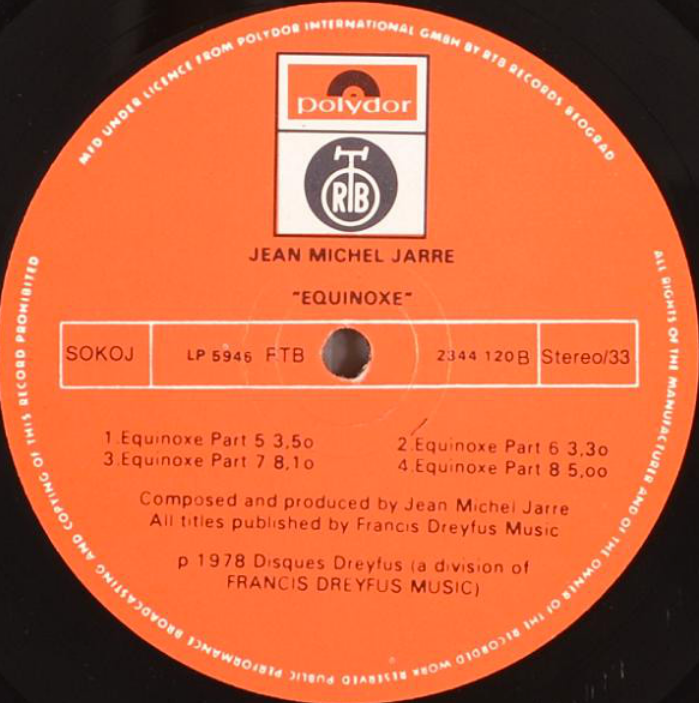 MFD UNDER LICENCE FROM POLYDOR INTERNATIONAL GMBH BY RTB RECORDS BEOGRAD
polydor
RTB
JEAN MICHEL JARRE
"EQUINOXE"
SOKOJ LP 5946 FTB 2344 120 B Stereo/33
1.Equinoxe Part 5 3,50 2.Equinoxe Part 6 3,30
3.Equinoxe Part 7 8,10 4.Equinoxe Part 8 5,00
Composed and produced by Jean Michel Jarre
All titles published by Francis Dreyfus Music
p 1978 Disques Dreyfus (a division of
FRANCIS DREYFUS MUSIC)
ALL RIGHTS OF THE MANUFACTURER AND OF THE OWNER OF THE RECORDED WORK RESERVED PUBLIC PERFORMANCE BROADCASTING AND COPYING OF THIS RECORD PROHIBITED